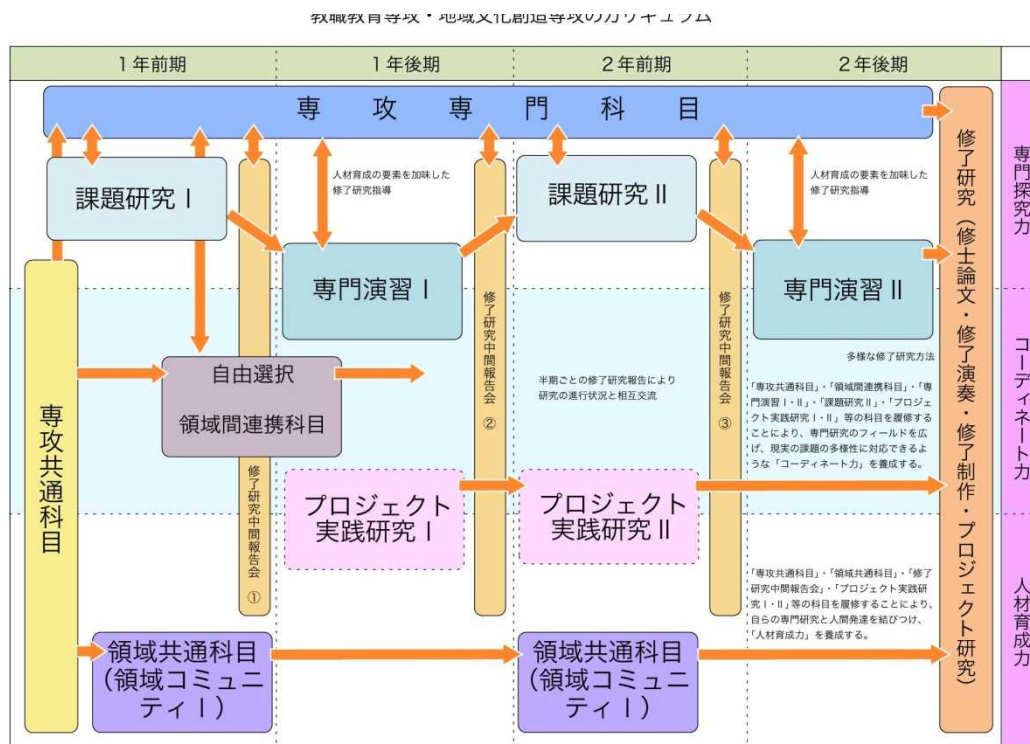 教職教育専攻・地域文化創造専攻のカリキュラム
1年前期
1年後期
2年前期
2年後期
専攻専門科目
課題研究Ⅰ
人材育成の要素を加味した
修了研究指導
課題研究Ⅱ
人材育成の要素を加味した
修了研究指導
専門演習Ⅰ
専門演習Ⅱ
専攻共通科目
自由選択
領域間連携科目
修了研究中間報告会 ①
修了研究中間報告会 ②
半期ごとの修了研究報告により
研究の進行状況と相互交流
修了研究中間報告会 ③
多様な修了研究方法
「専攻共通科目」・「領域間連携科目」・「専
門演習Ⅰ・Ⅱ」・「課題研究Ⅱ」・「プロジェ
クト実践研究Ⅰ・Ⅱ」等の科目を履修す
ることにより、専門研究のフィールドを広
げ、現実の課題の多様性に対応できるよ
うな「コーディネート力」を養成する。
プロジェクト
実践研究Ⅰ
プロジェクト
実践研究Ⅱ
「専攻共通科目」・「領域共通科目」・「修了
研究中間報告会」・「プロジェクト実践研
究Ⅰ・Ⅱ」等の科目を履修することにより、
自らの専門研究と人間発達を結びつけ、
「人材育成力」を養成する。
領域共通科目
(領域コミュニ
ティⅠ)
領域共通科目
(領域コミュニ
ティⅠ)
修了研究(修士論文・修了演奏・修了制作・プロジェクト研究)
専門探究力
コーディネート力
人材育成力